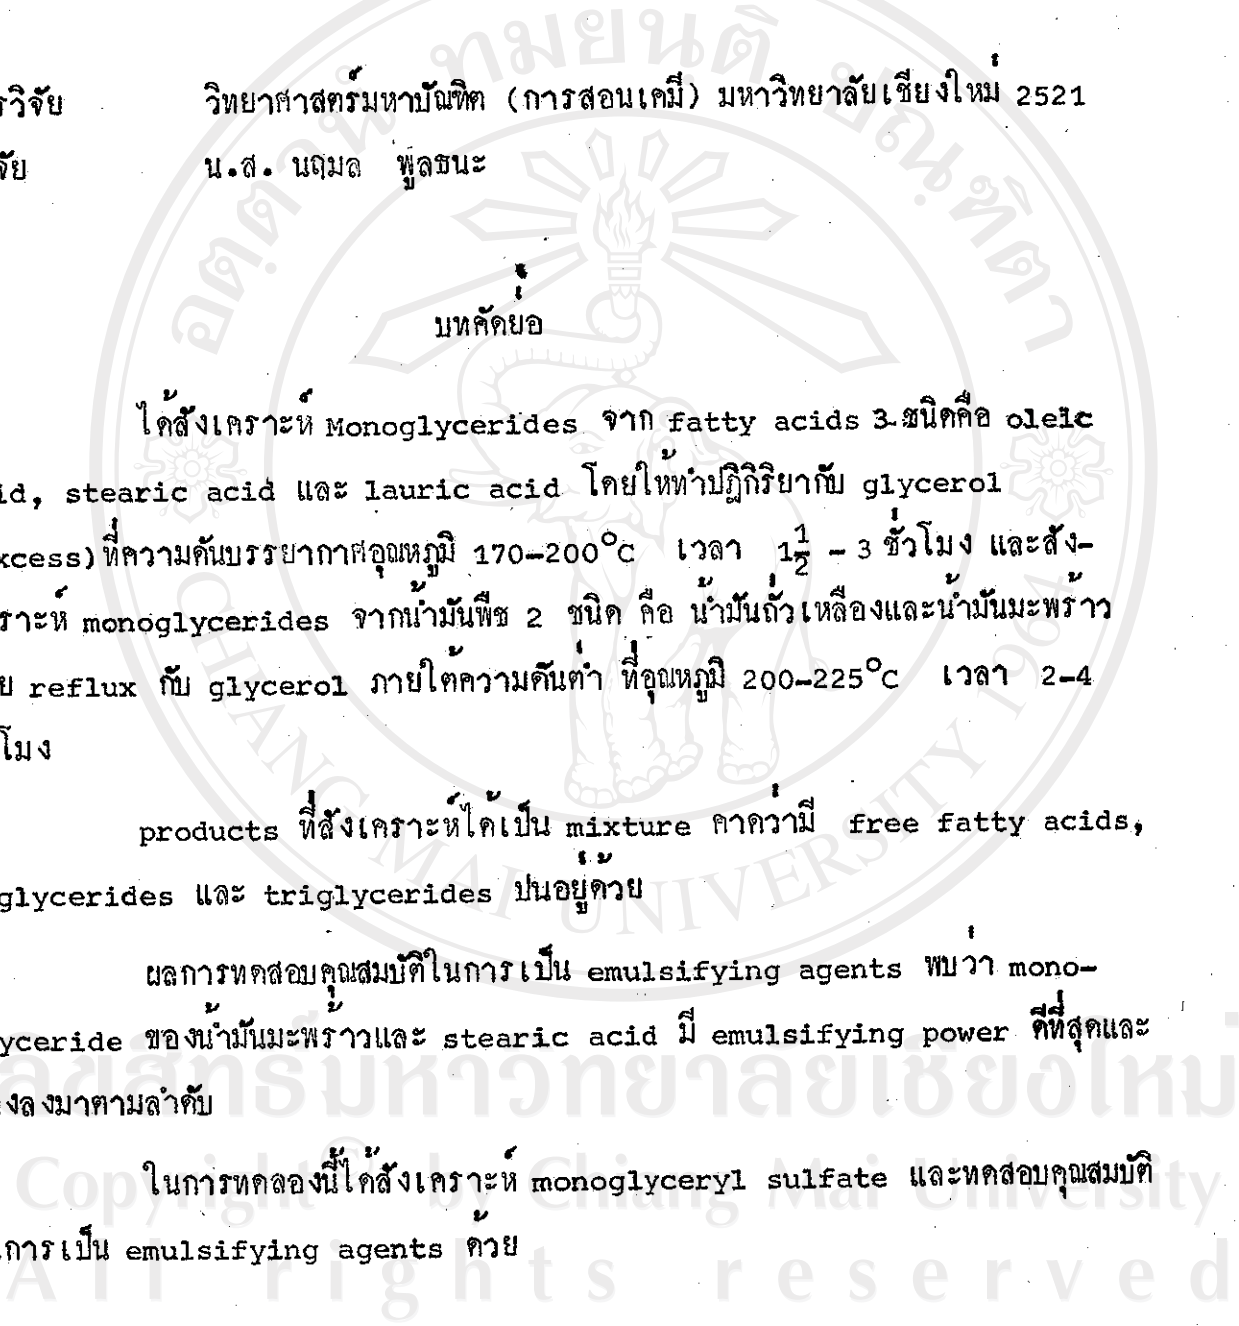 รวิจัย วิทยาศาสตร์มหาบัณฑิต (การสอนเคมี) มหาวิทยาลัยเชียงใหม่ 2521
จัย น.ส. นฤมล พูลธนะ
บทคัดย่อ
ได้สังเคราะห์ Monoglycerides จาก fatty acids 3 ชนิดคือ oleic
id, stearic acid และ lauric acid โดยให้ทำปฏิกิริยากับ glycerol
xcess) ที่ความดันบรรยากาศอุณหภูมิ 170-200°C เวลา 1½ - 3 ชั่วโมง และสัง-
ราะห์ monoglycerides จากน้ำมันพืช 2 ชนิด คือ น้ำมันถั่วเหลืองและน้ำมันมะพร้าว
ย reflux กับ glycerol ภายใต้ความดันต่ำ ที่อุณหภูมิ 200-225°C เวลา 2-4
โมง
products ที่สังเคราะห์ได้เป็น mixture คาดว่ามี free fatty acids,
glycerides และ triglycerides ปนอยู่ด้วย
ผลการทดสอบคุณสมบัติในการเป็น emulsifying agents พบว่า mono-
yceride ของน้ำมันมะพร้าวและ stearic acid มี emulsifying power ดีที่สุดและ
งลงมาตามลำดับ
ในการทดลองนี้ได้สังเคราะห์ monoglyceryl sulfate และทดสอบคุณสมบัติ
การเป็น emulsifying agents ด้วย
CHIANG MAI UNIVERSITY 1964
ลิขสิทธิ์มหาวิทยาลัยเชียงใหม่
Copyright© by Chiang Mai University
All rights reserved